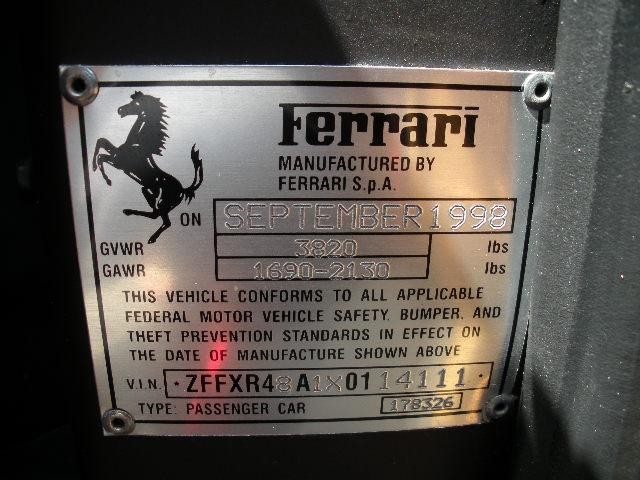 Ferrari
MANUFACTURED BY
FERRARI S.p.A.
ON SEPTEMBER 1998
GVWR 3820 lbs
GAWR 1690-2130 lbs
THIS VEHICLE CONFORMS TO ALL APPLICABLE
FEDERAL MOTOR VEHICLE SAFETY, BUMPER, AND
THEFT PREVENTION STANDARDS IN EFFECT ON
THE DATE OF MANUFACTURE SHOWN ABOVE
V.I.N. · ZFFXR48A1X0114111 ·
TYPE: PASSENGER CAR 178326